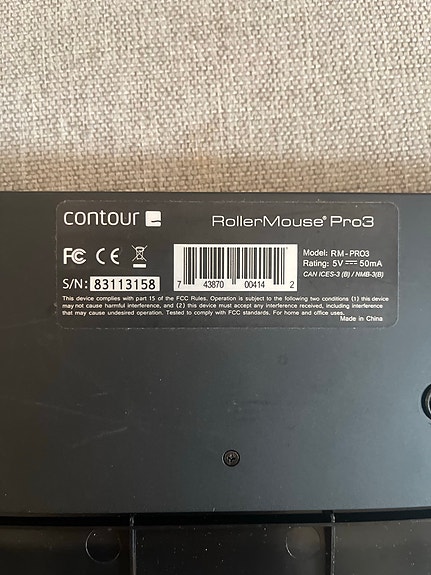 contour RollerMouse® Pro3
FC CE
Model: RM-PRO3
Rating: 5V 50mA
CAN ICES-3 (B) / NMB-3(B)
S/N: 83113158
7 43870 00414 2
This device complies with part 15 of the FCC Rules. Operation is subject to the following two conditions (1) this device
may not cause harmful interference, and (2) this device must accept any interference received, including interference
that may cause undesired operation. Tested to comply with FCC standards. For home and office uses.
Made in China